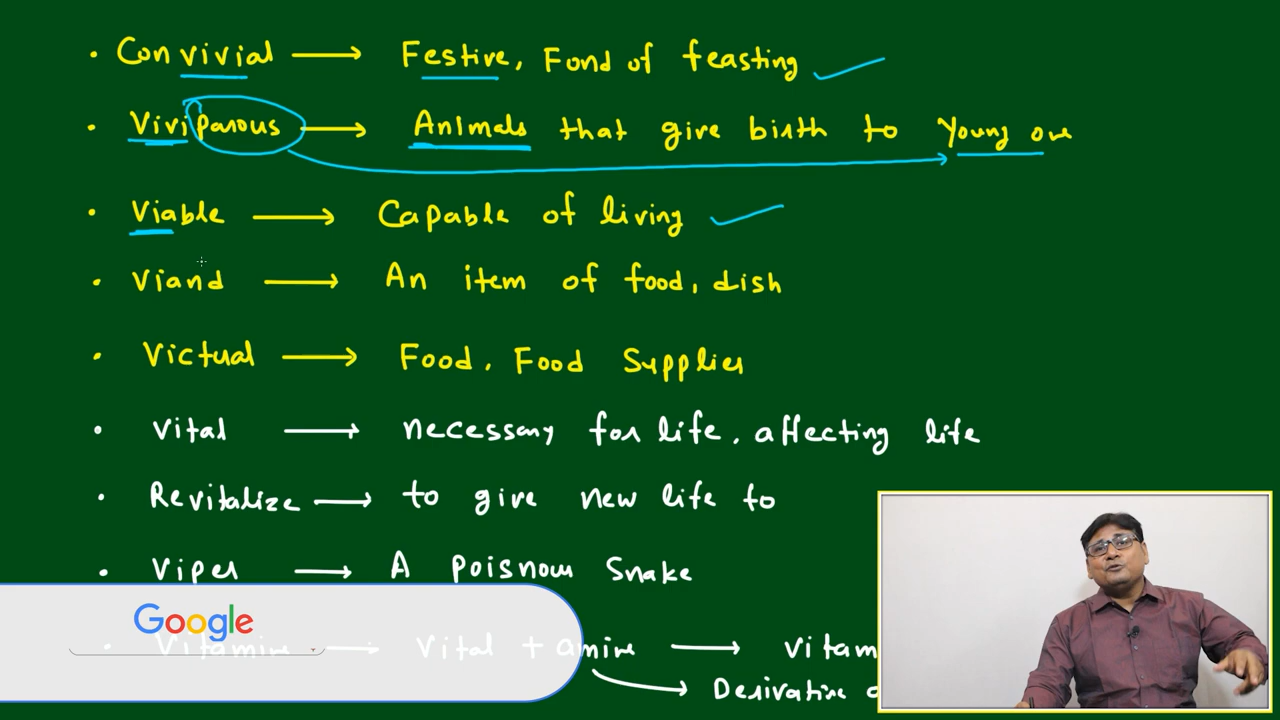 • Convivial → Festive, Fond of feasting ✓
• Viviparous → Animals that give birth to young one
• Viable → Capable of living ✓
• Viand → An item of food, dish
• Victual → Food, Food Supplies
• Vital → necessary for life, affecting life
• Revitalize → to give new life to
• Viper → A poisnous Snake
Google
• Vitamine → Vital + amine → vitam
→ Derivative